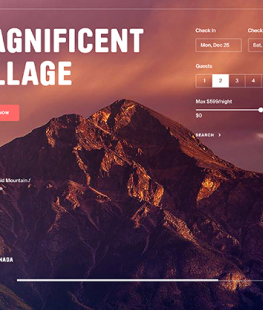 AGNIFICENT
LLAGE
Check In
Check
Mon, Dec 25
Sat,
Guests
1 2 3 4
Max $599/night
$0
SEARCH >
NOW
id Mountain /
NADA